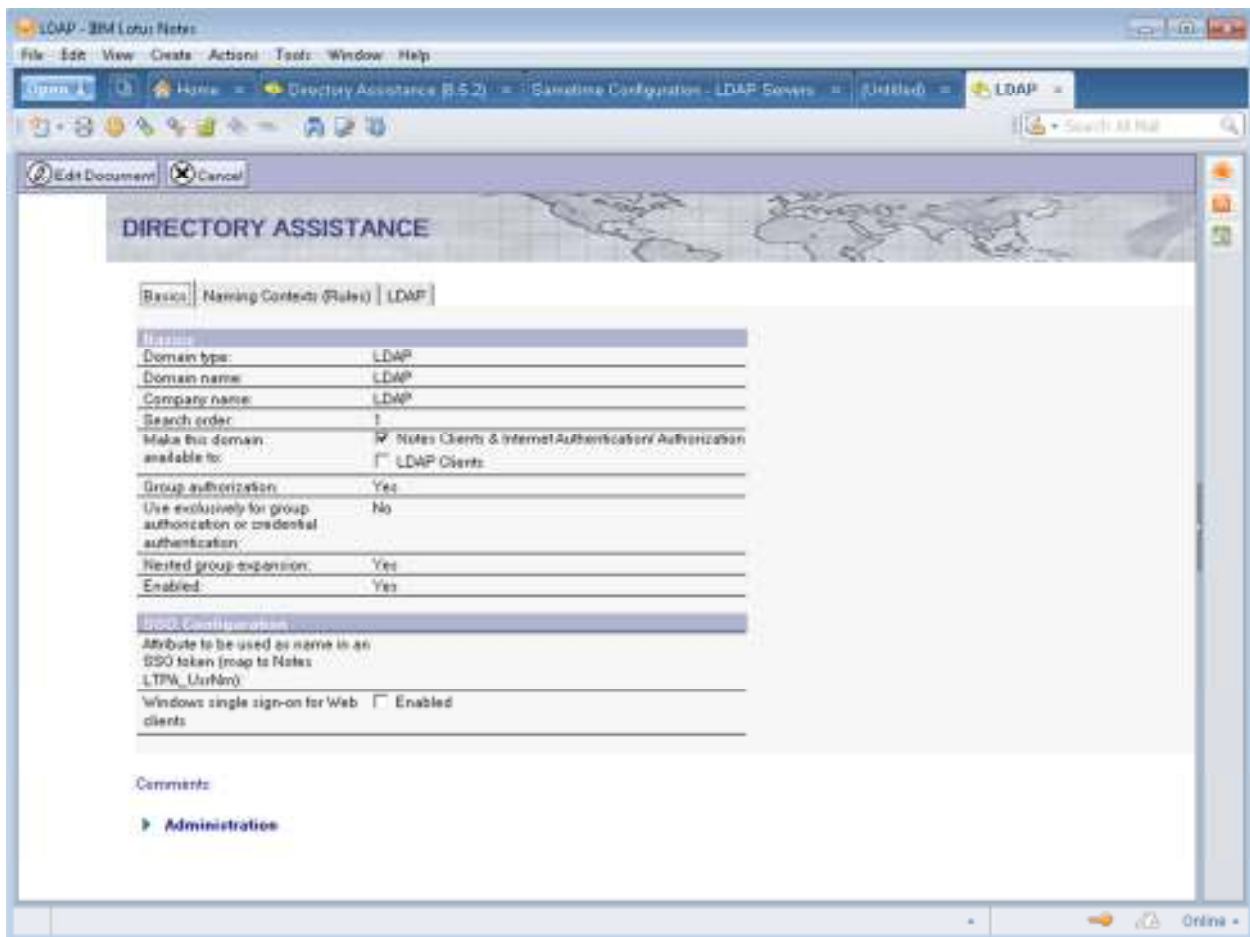 LDAP - IBM Lotus Notes
File Edit View Create Actions Tools Window Help
Open Home Directory Assistance (8.5.2) Sametime Configuration - LDAP Servers (Untitled) LDAP
Search All Mail
Edit Document Cancel
DIRECTORY ASSISTANCE
Basics Naming Contexts (Rules) LDAP
Basics
Domain type: LDAP
Domain name: LDAP
Company name: LDAP
Search order: 1
Make this domain Notes Clients & Internet Authentication/Authorization
available to: LDAP Clients
Group authorization: Yes
Use exclusively for group No
authorization or credential
authentication:
Nested group expansion: Yes
Enabled: Yes
SSO Configuration
Attribute to be used as name in an
SSO token (map to Notes
LTPA_UsrNm):
Windows single sign-on for Web Enabled
clients
Comments:
Administration
Online